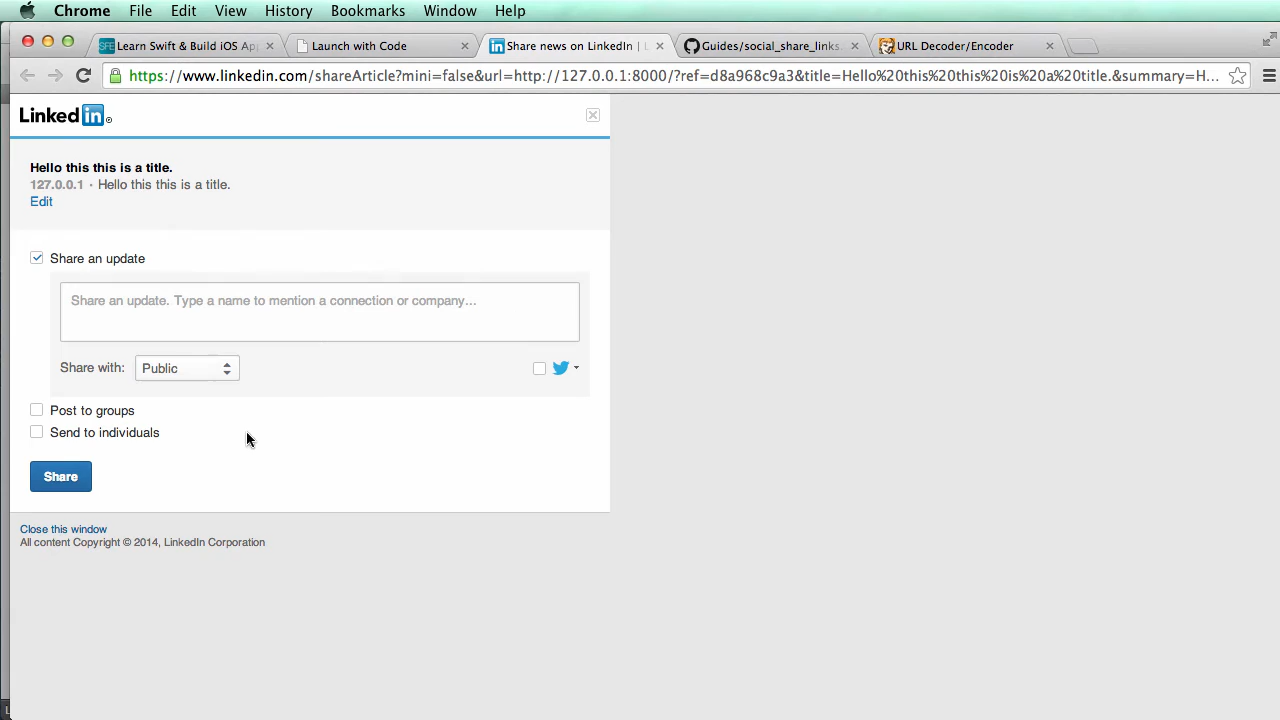 Chrome File Edit View History Bookmarks Window Help
SFE Learn Swift & Build iOS Ap Launch with Code Share news on LinkedIn | L Guides/social_share_links. URL Decoder/Encoder
https://www.linkedin.com/shareArticle?mini=false&url=http://127.0.0.1:8000/?ref=d8a968c9a3&title=Hello%20this%20this%20is%20a%20title.&summary=H...
Linked in®
Hello this this is a title.
127.0.0.1 · Hello this this is a title.
Edit
Share an update
Share an update. Type a name to mention a connection or company...
Share with: Public
Post to groups
Send to individuals
Share
Close this window
All content Copyright © 2014, LinkedIn Corporation